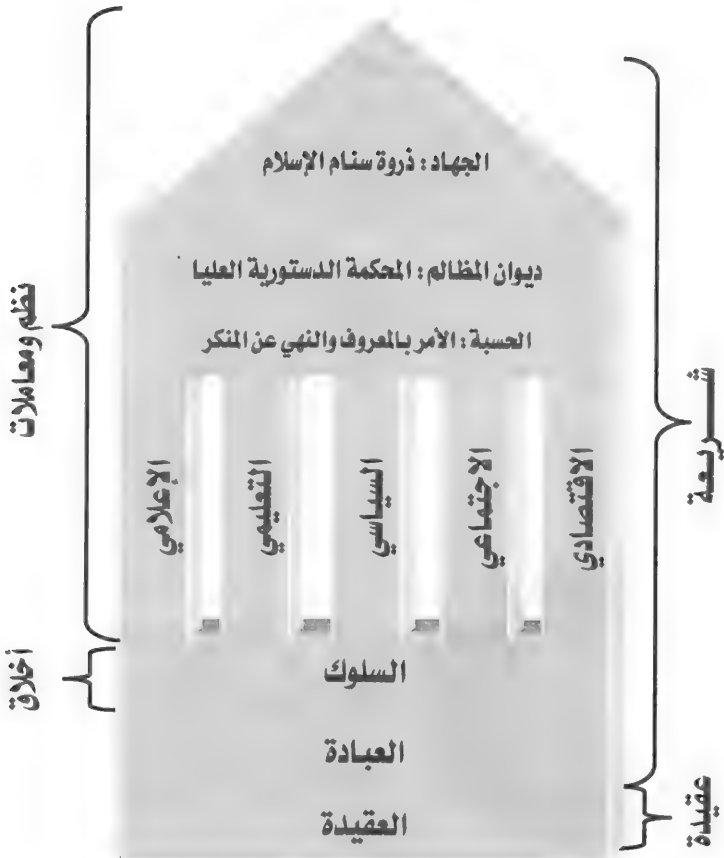 الجهاد : ذروة سنام الإسلام
ديوان المظالم : المحكمة الدستورية العليا
الحسبة : الأمر بالمعروف والنهي عن المنكر
الاقتصادي
الاجتماعي
السياسي
التعليمي
الإعلامي
السلوك
العبادة
العقيدة
شـــريعة
عقيدة
نظم ومعاملات
أخلاق